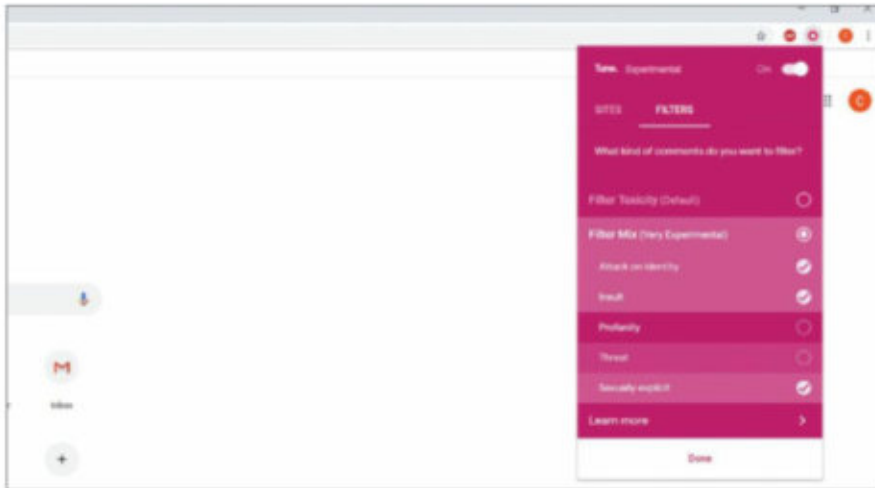 Tune. Experimental
On
C
SITES FILTERS
What kind of comments do you want to filter?
Filter Toxicity (Default)
Filter Mix (Very Experimental)
Attack on identity
Insult
Profanity
Threat
Sexually explicit
Learn more
Done
Inbox